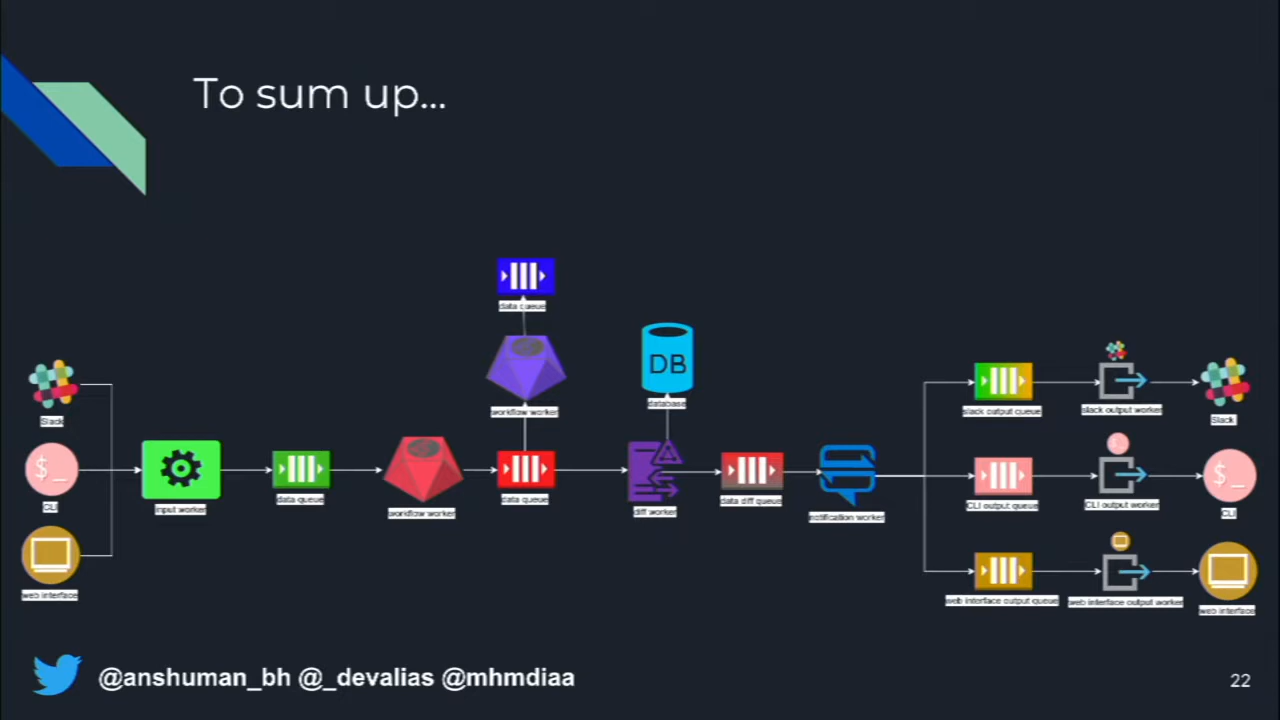 To sum up...
data queue
workflow worker
DB
database
Slack
slack output queue
slack output worker
Slack
$ _
CLI
input worker
data queue
workflow worker
data queue
diff worker
data diff queue
notification worker
CLI output queue
CLI output worker
$ _
CLI
web interface
web interface output queue
web interface output worker
web interface
@anshuman_bh @_devalias @mhmdiaa
22